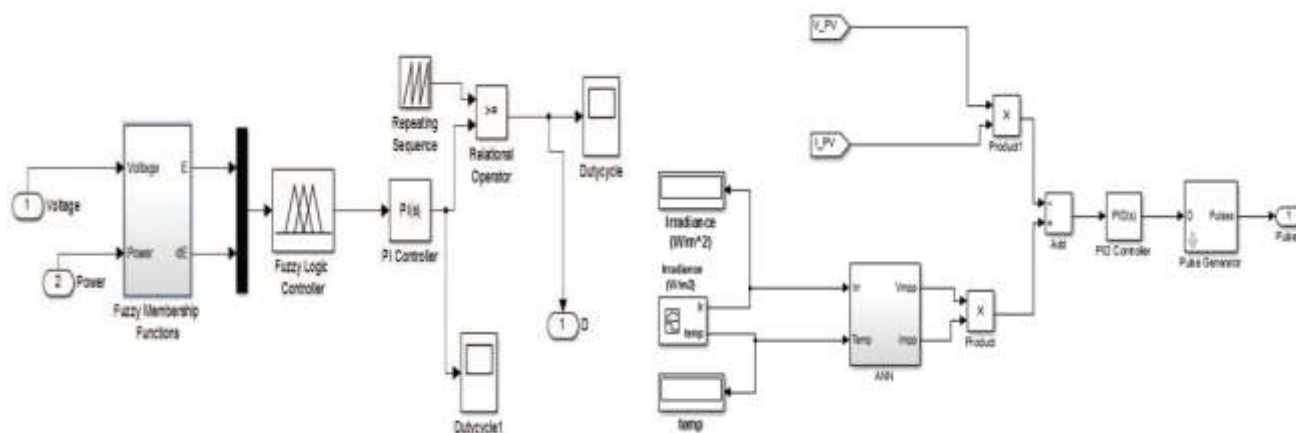 Voltage
E
Power
dE
1
Voltage
2
Power
Fuzzy Membership
Functions
Fuzzy Logic
Controller
Repeating
Sequence
PI(s)
PI Controller
>=
Relational
Operator
Dutycycle
1
D
Dutycycle1
V_PV
I_PV
X
Product1
Irradiance
(W/m^2)
Irradiance
(W/m2)
Ir
temp
temp
Irr
Temp
Vmpp
Impp
ANN
X
Product
Add
PID(s)
PID Controller
D
Pulses
Pulse Generator
1
Pulse